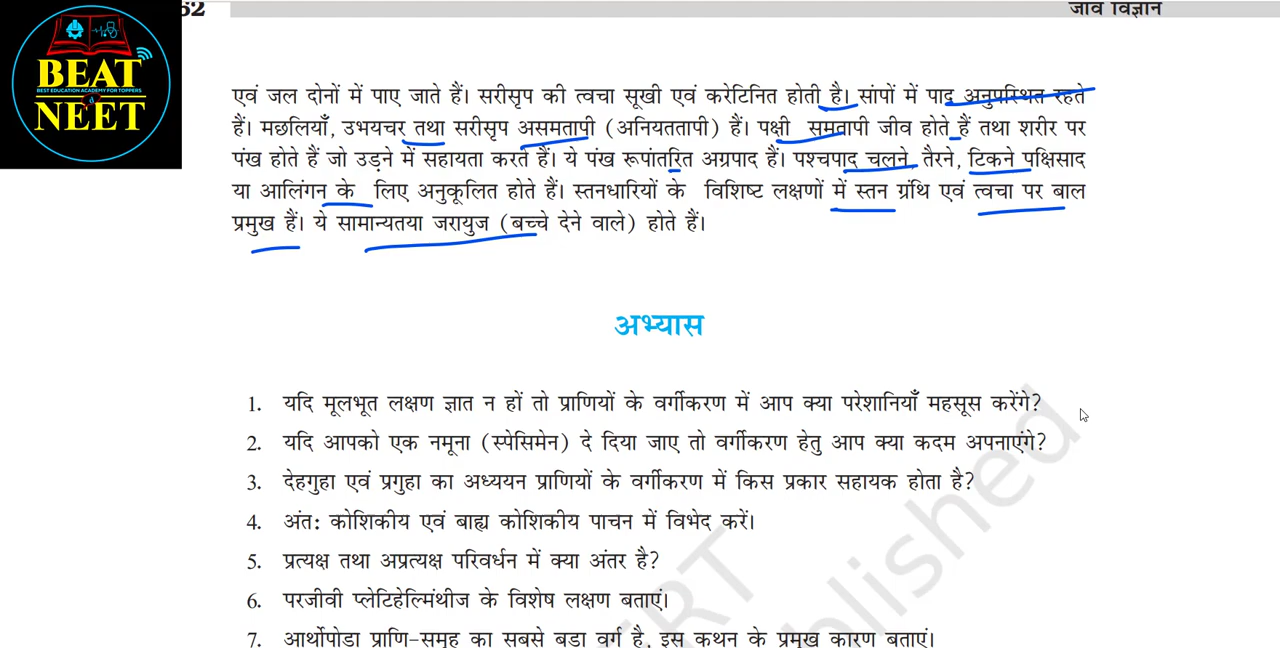 62
जीव विज्ञान
BEAT
BEST EDUCATION ACADEMY FOR TOPPERS
NEET
एवं जल दोनों में पाए जाते हैं। सरीसृप की त्वचा सूखी एवं करेटिनित होती है। सांपों में पाद अनुपस्थित रहते
हैं। मछलियाँ, उभयचर तथा सरीसृप असमतापी (अनियततापी) हैं। पक्षी समतापी जीव होते हैं तथा शरीर पर
पंख होते हैं जो उड़ने में सहायता करते हैं। ये पंख रूपांतरित अग्रपाद हैं। पश्चपाद चलने, तैरने, टिकने पक्षिसाद
या आलिंगन के लिए अनुकूलित होते हैं। स्तनधारियों के विशिष्ट लक्षणों में स्तन ग्रंथि एवं त्वचा पर बाल
प्रमुख हैं। ये सामान्यतया जरायुज (बच्चे देने वाले) होते हैं।
अभ्यास
1. यदि मूलभूत लक्षण ज्ञात न हों तो प्राणियों के वर्गीकरण में आप क्या परेशानियाँ महसूस करेंगे?
2. यदि आपको एक नमूना (स्पेसिमेन) दे दिया जाए तो वर्गीकरण हेतु आप क्या कदम अपनाएंगे?
3. देहगुहा एवं प्रगुहा का अध्ययन प्राणियों के वर्गीकरण में किस प्रकार सहायक होता है?
4. अंत: कोशिकीय एवं बाह्य कोशिकीय पाचन में विभेद करें।
5. प्रत्यक्ष तथा अप्रत्यक्ष परिवर्धन में क्या अंतर है?
6. परजीवी प्लेटिहेल्मिंथीज के विशेष लक्षण बताएं।
7. आर्थोपोडा प्राणि-समूह का सबसे बडा वर्ग है, इस कथन के प्रमुख कारण बताएं।